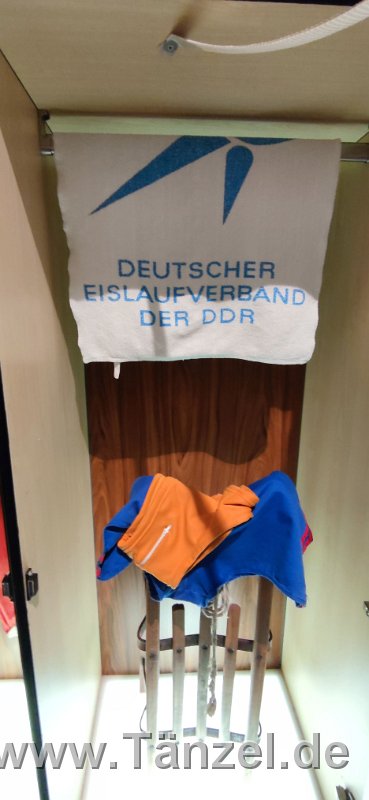 DEUTSCHER
EISLAUFVERBAND
DER DDR
www.Tänzel.de